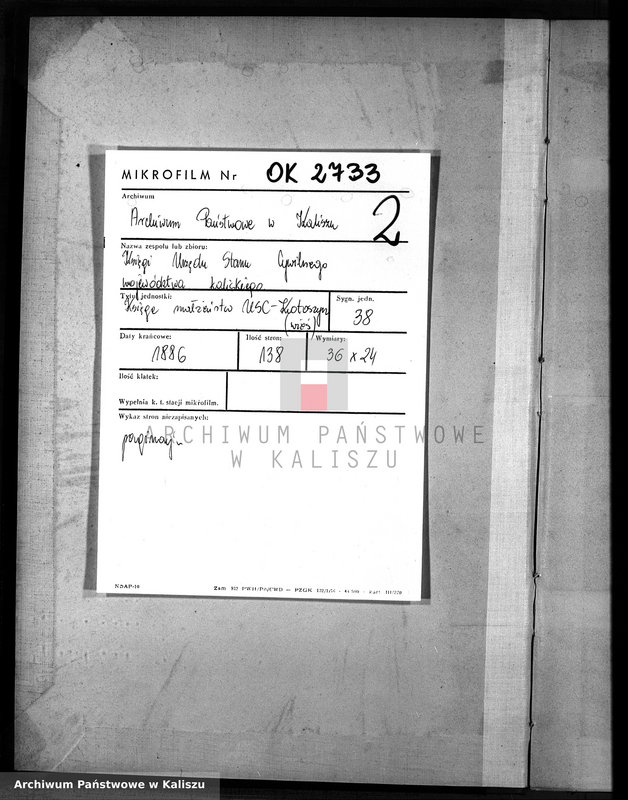 MIKROFILM Nr OK 2733
Archiwum
Archiwum Państwowe w Kaliszu
2
Nazwa zespołu lub zbioru:
Księgi Urzędu Stanu Cywilnego
województwa kaliskiego
Tytuł jednostki:
Księga małżeństw USC-Krotoszyn
(wieś)
Sygn. jedn.
38
Daty krańcowe:
1886
Ilość stron:
138
Wymiary:
36 x 24
Ilość klatek:
Wypełnia k. t. stacji mikrofilm.
Wykaz stron niezapisanych:
ARCHIWUM PAŃSTWOWE
W KALISZU
NDAP-10
Archiwum Państwowe w Kaliszu